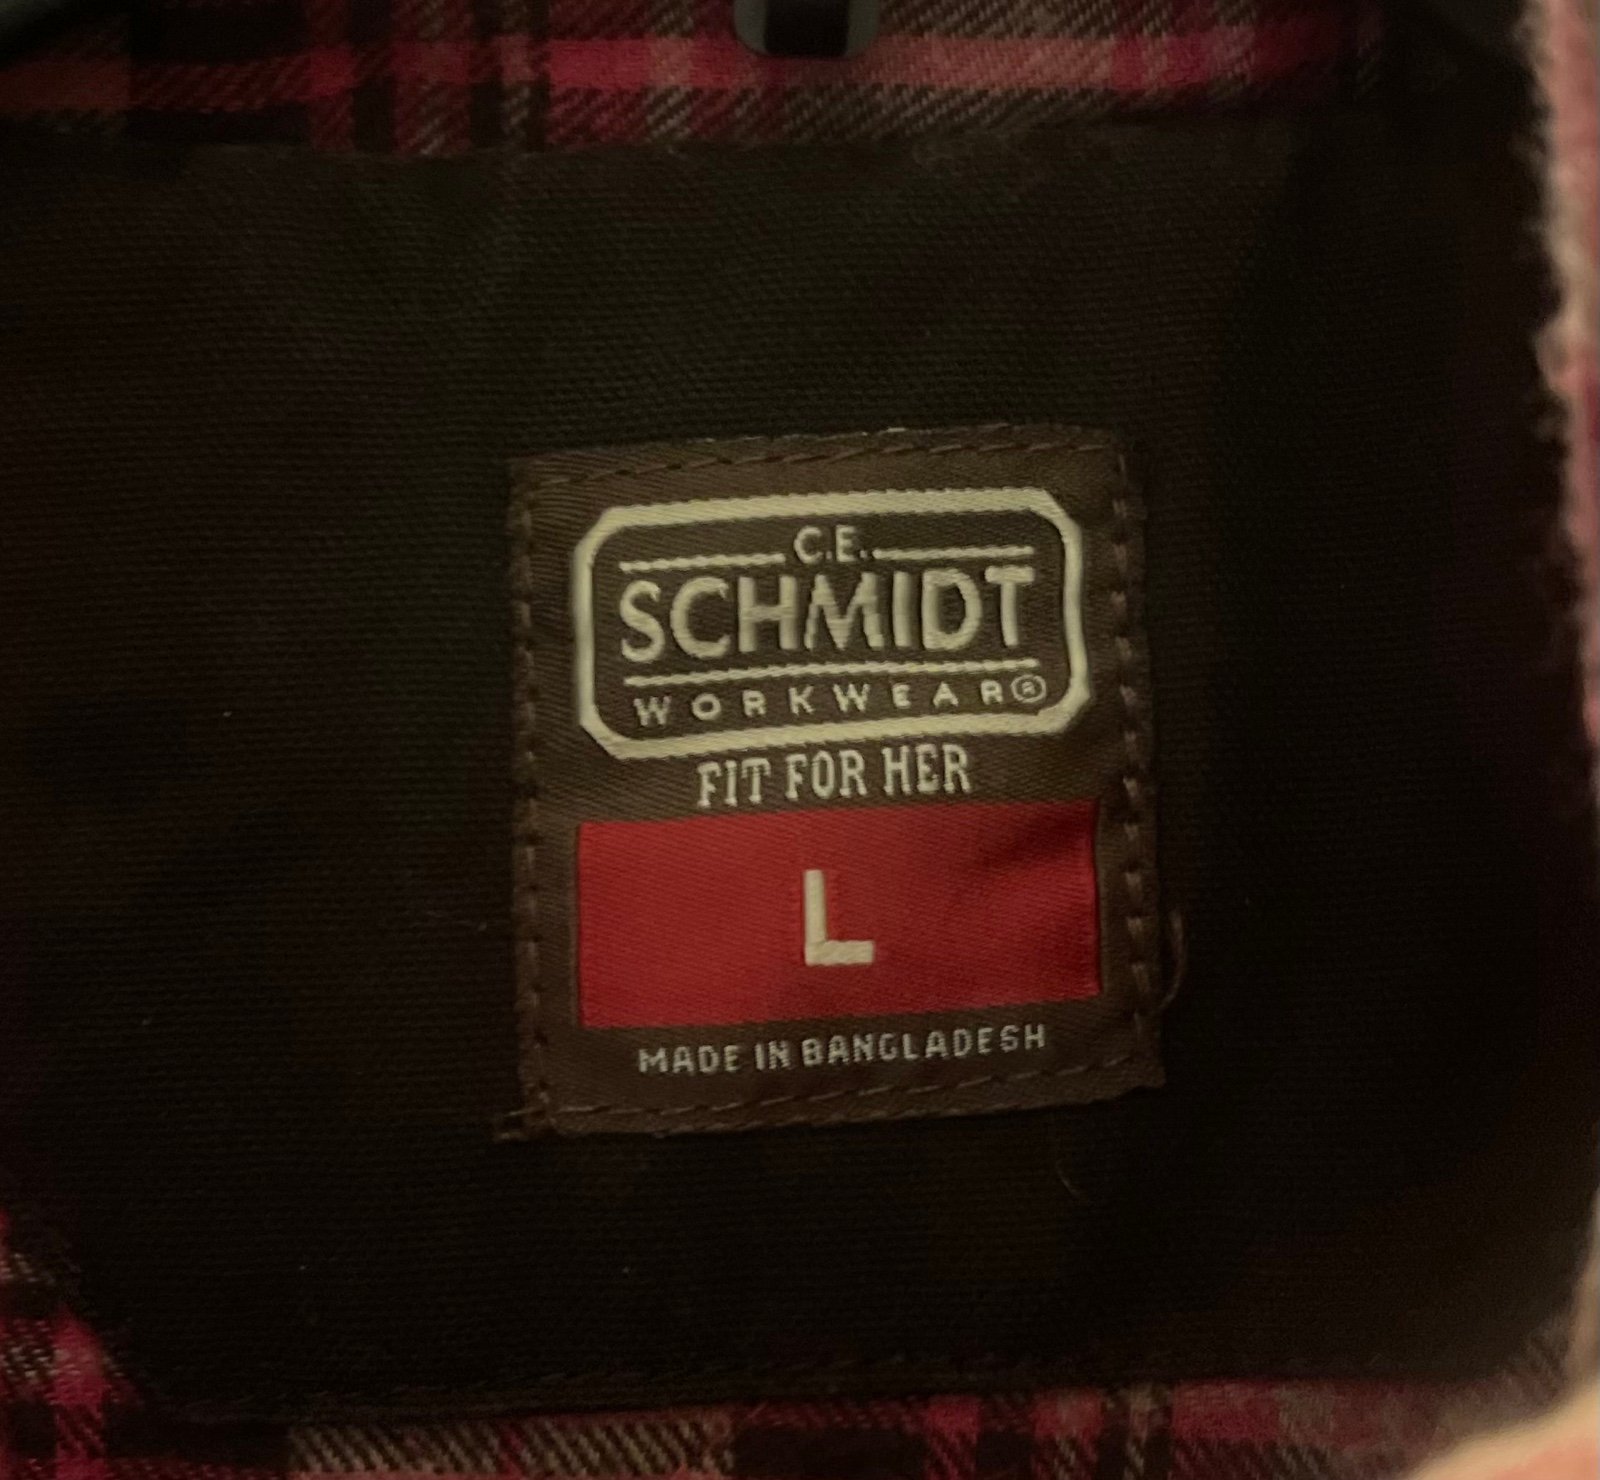 C.E.
SCHMIDT
WORKWEAR®
FIT FOR HER
L
MADE IN BANGLADESH